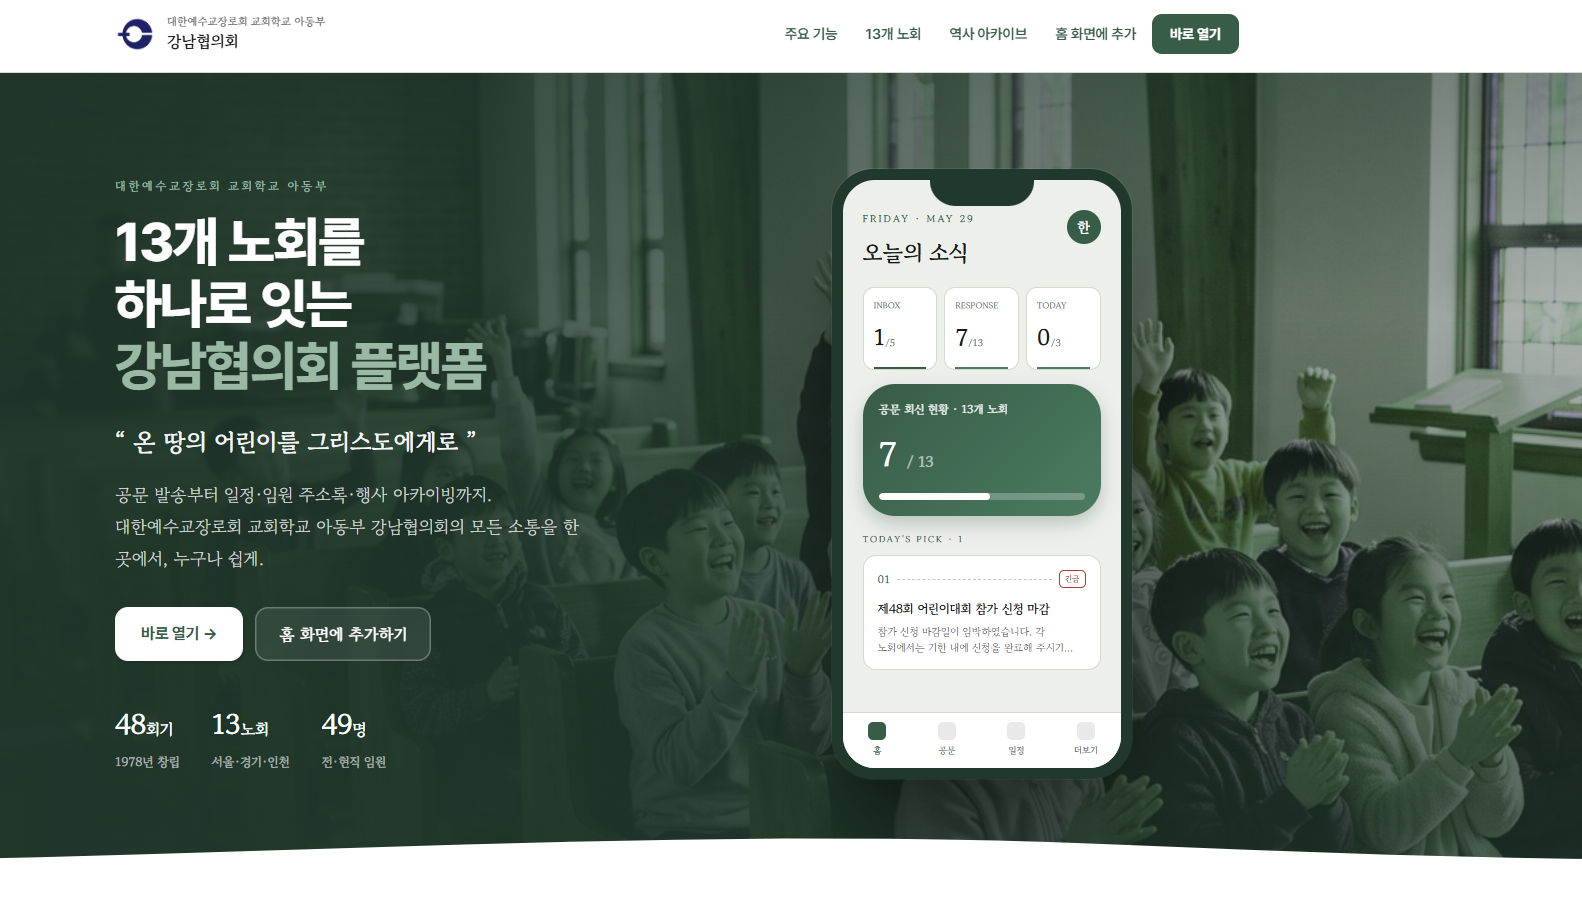 대한예수교장로회 교회학교 아동부
강남협의회
주요 기능
13개 노회
역사 아카이브
홈 화면에 추가
바로 열기
대한예수교장로회 교회학교 아동부
13개 노회를
하나로 잇는
강남협의회 플랫폼
“ 온 땅의 어린이를 그리스도에게로 ”
공문 발송부터 일정·임원 주소록·행사 아카이빙까지.
대한예수교장로회 교회학교 아동부 강남협의회의 모든 소통을 한
곳에서, 누구나 쉽게.
바로 열기 →
홈 화면에 추가하기
48회기
1978년 창립
13노회
서울·경기·인천
49명
전·현직 임원
FRIDAY · MAY 29
한
오늘의 소식
INBOX
1/5
RESPONSE
7/13
TODAY
0/3
공문 회신 현황 · 13개 노회
7 / 13
TODAY'S PICK · 1
01
긴급
제48회 어린이대회 참가 신청 마감
참가 신청 마감일이 임박하였습니다. 각
노회에서는 기한 내에 신청을 완료해 주시기...
홈
공문
일정
더보기